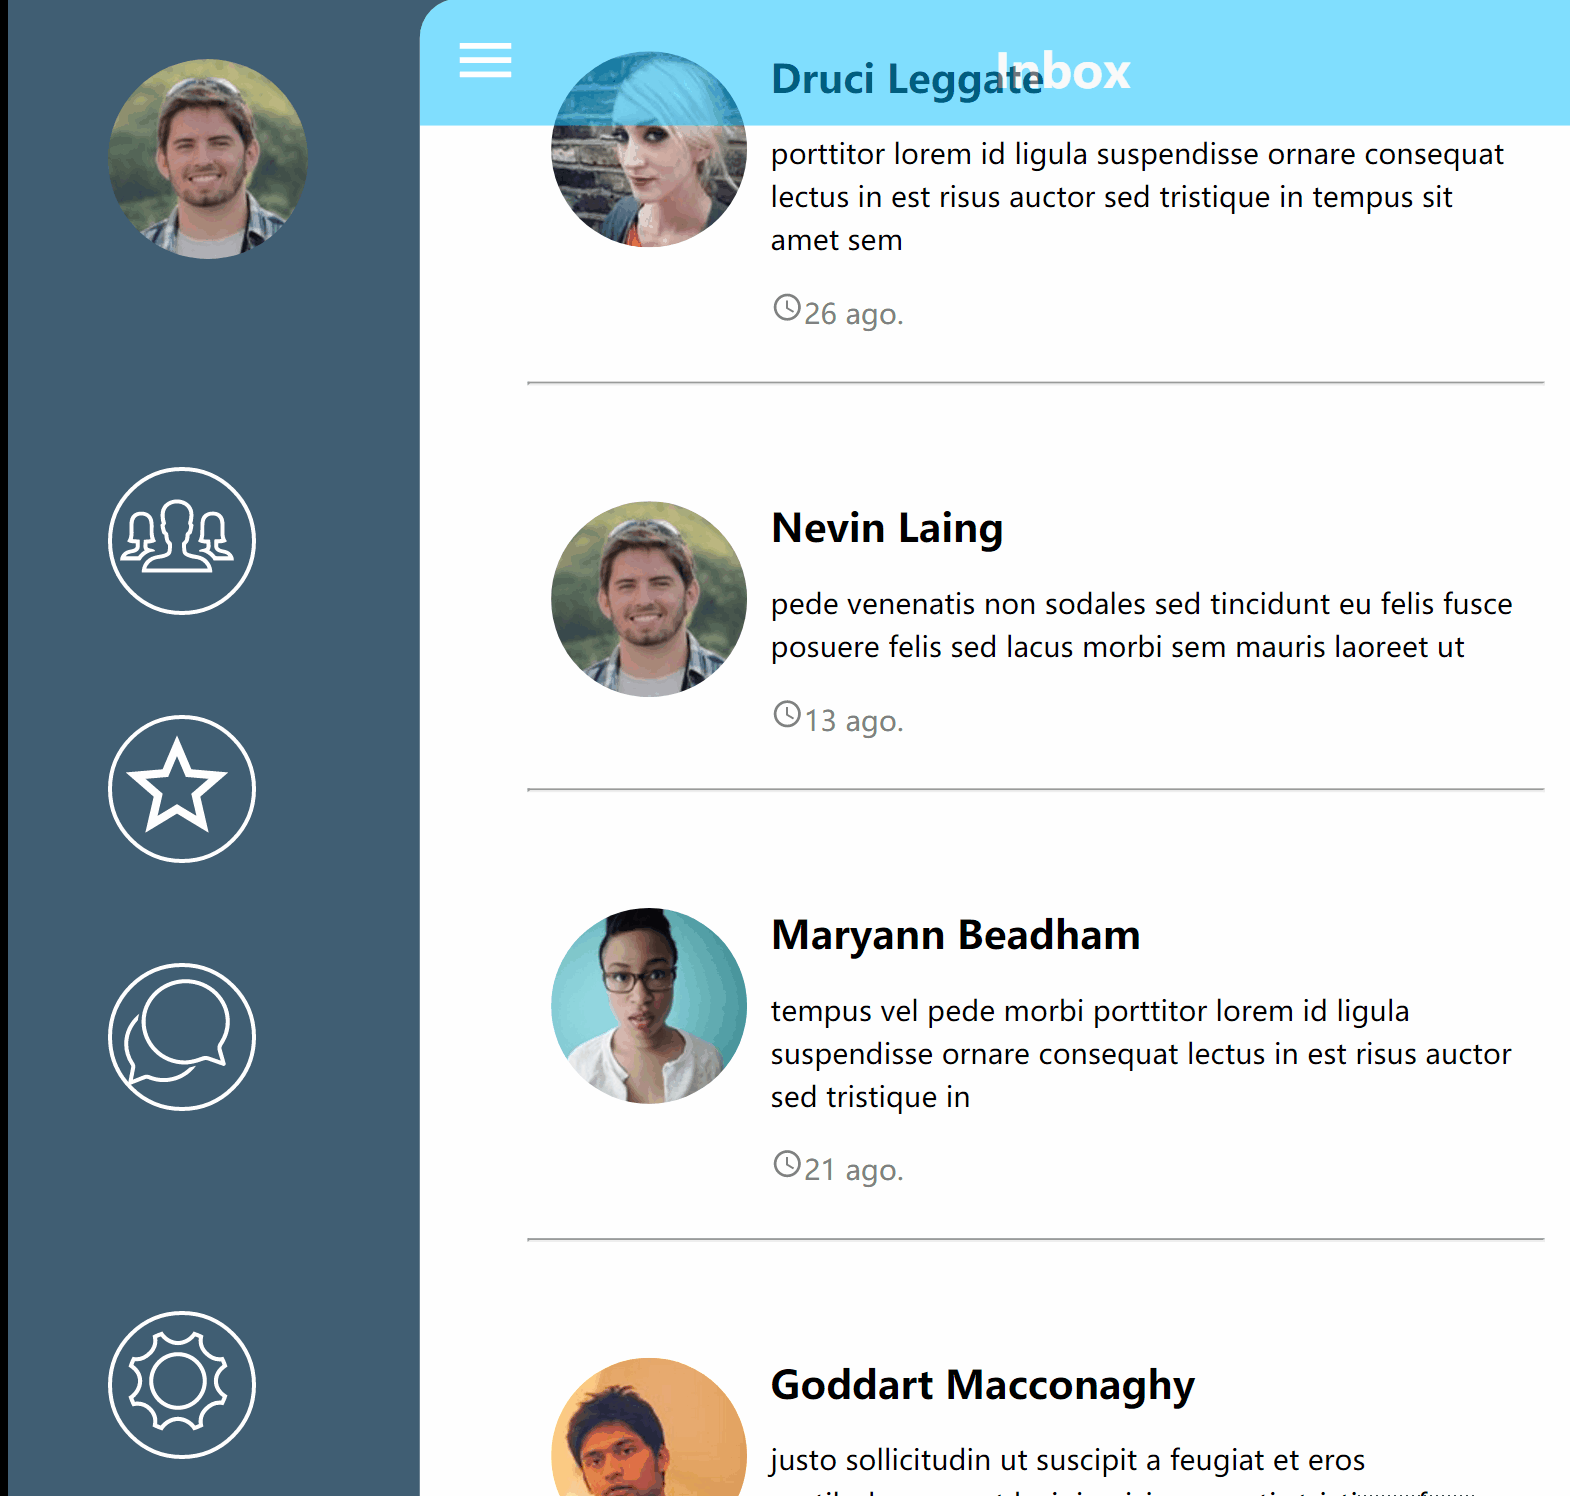 Inbox
Druci Leggate
porttitor lorem id ligula suspendisse ornare consequat
lectus in est risus auctor sed tristique in tempus sit
amet sem
26 ago.
Nevin Laing
pede venenatis non sodales sed tincidunt eu felis fusce
posuere felis sed lacus morbi sem mauris laoreet ut
13 ago.
Maryann Beadham
tempus vel pede morbi porttitor lorem id ligula
suspendisse ornare consequat lectus in est risus auctor
sed tristique in
21 ago.
Goddart Macconaghy
justo sollicitudin ut suscipit a feugiat et eros